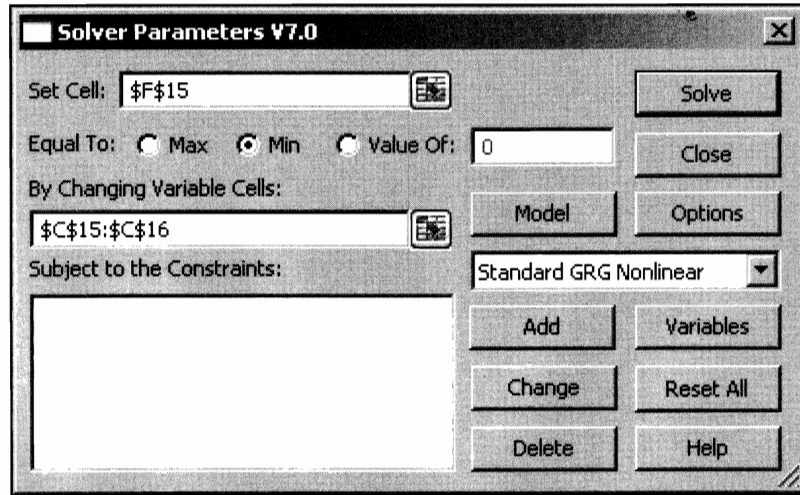 Solver Parameters V7.0
Set Cell: $F$15
Solve
Equal To: Max Min Value Of: 0
Close
By Changing Variable Cells:
$C$15:$C$16
Model
Options
Subject to the Constraints:
Standard GRG Nonlinear
Add
Variables
Change
Reset All
Delete
Help